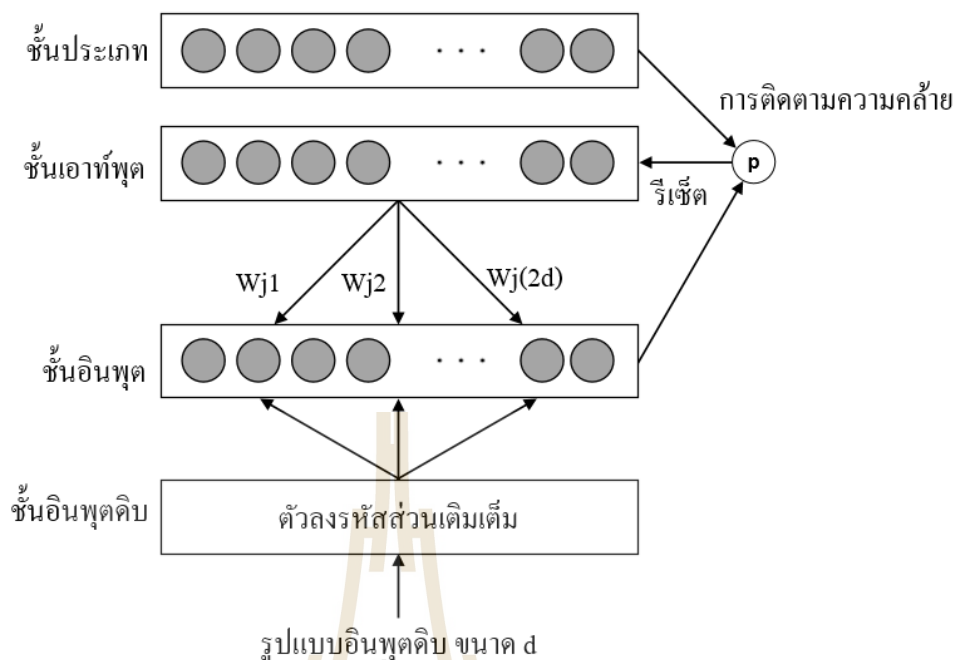 ชั้นประเภท
. . .
การติดตามความคล้าย
ชั้นเอาท์พุต
. . .
p
รีเซ็ต
Wj1
Wj2
Wj(2d)
ชั้นอินพุต
. . .
ชั้นอินพุตดิบ
ตัวลงรหัสส่วนเติมเต็ม
รูปแบบอินพุตดิบ ขนาด d